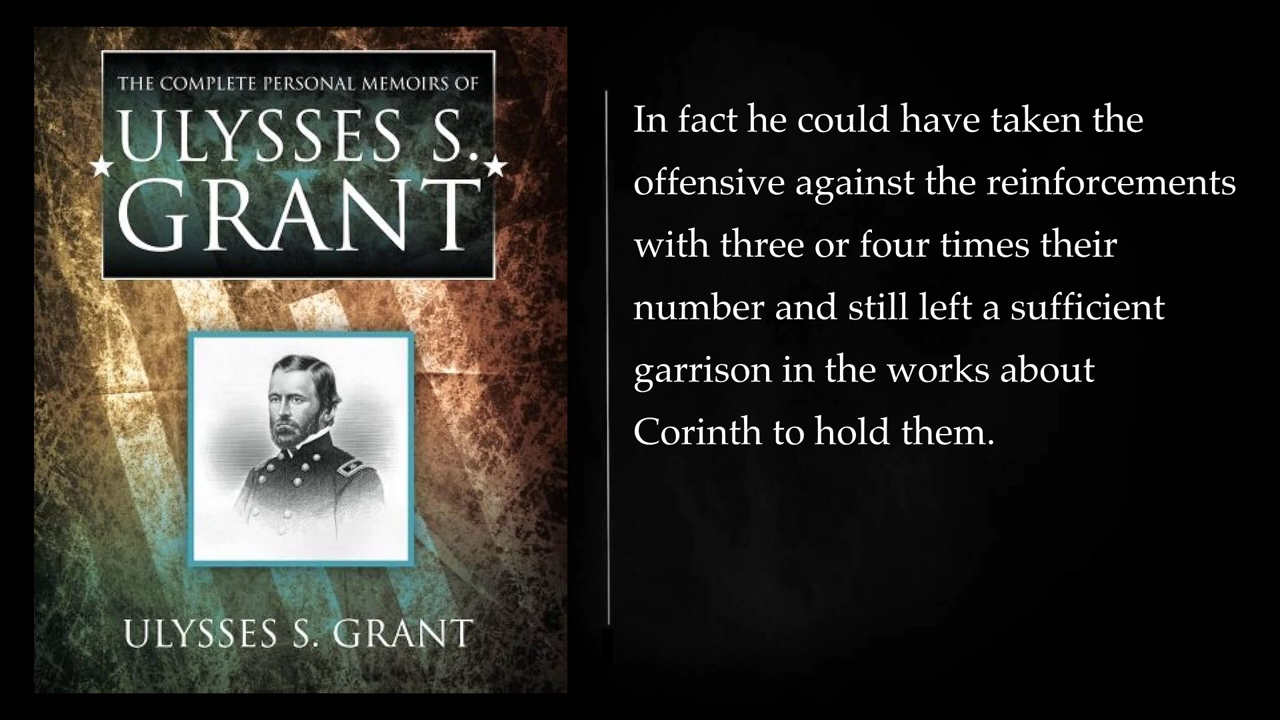 THE COMPLETE PERSONAL MEMOIRS OF
ULYSSES S.
GRANT
ULYSSES S. GRANT
In fact he could have taken the
offensive against the reinforcements
with three or four times their
number and still left a sufficient
garrison in the works about
Corinth to hold them.